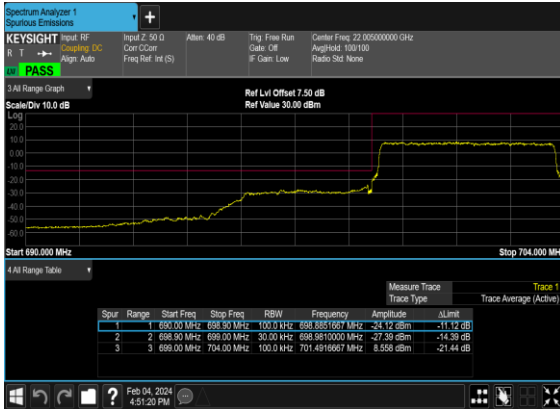 Spectrum Analyzer 1
Spurious Emissions
+
KEYSIGHT Input: RF Input Z: 50 Ω Atten: 40 dB Trig: Free Run Center Freq: 22.005000000 GHz
R T Coupling: DC Corr CCorr Gate: Off Avg|Hold: 100/100
Align: Auto Freq Ref: Int (S) IF Gain: Low Radio Std: None
PASS
3 All Range Graph
Ref Lvl Offset 7.50 dB
Scale/Div 10.0 dB Ref Value 30.00 dBm
Log
20.0
10.0
0.00
-10.0
-20.0
-30.0
-40.0
-50.0
-60.0
Start 690.000 MHz Stop 704.000 MH
4 All Range Table
Measure Trace Trace 1
Trace Type Trace Average (Active)
Spur Range Start Freq Stop Freq RBW Frequency Amplitude ΔLimit
1 1 690.00 MHz 698.90 MHz 100.0 kHz 698.8851667 MHz -24.12 dBm -11.12 dB
2 2 698.90 MHz 699.00 MHz 30.00 kHz 698.9810000 MHz -27.39 dBm -14.39 dB
3 3 699.00 MHz 704.00 MHz 100.0 kHz 701.4916667 MHz 8.558 dBm -21.44 dB
?
Feb 04, 2024
4:51:20 PM